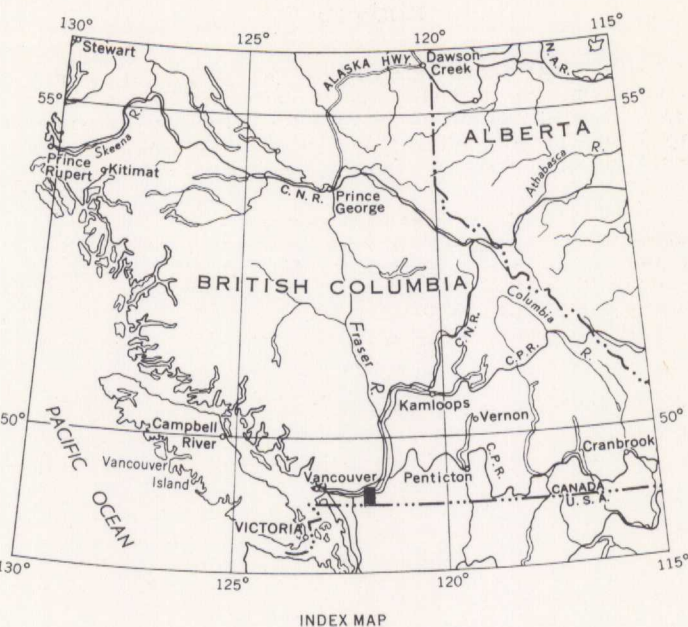 130°
125°
120°
115°
Stewart
ALASKA HWY
Dawson
Creek
N. A. R.
55°
55°
ALBERTA
Skeena R.
Athabasca R.
Prince
Rupert
Kitimat
C. N. R.
Prince
George
BRITISH COLUMBIA
Columbia R.
Fraser R.
C. N. R.
C. P. R.
Kamloops
Vernon
50°
50°
Campbell
River
Cranbrook
PACIFIC OCEAN
Vancouver
Island
Vancouver
Penticton
C. P. R.
CANADA
U. S. A.
VICTORIA
130°
125°
120°
115°
INDEX MAP